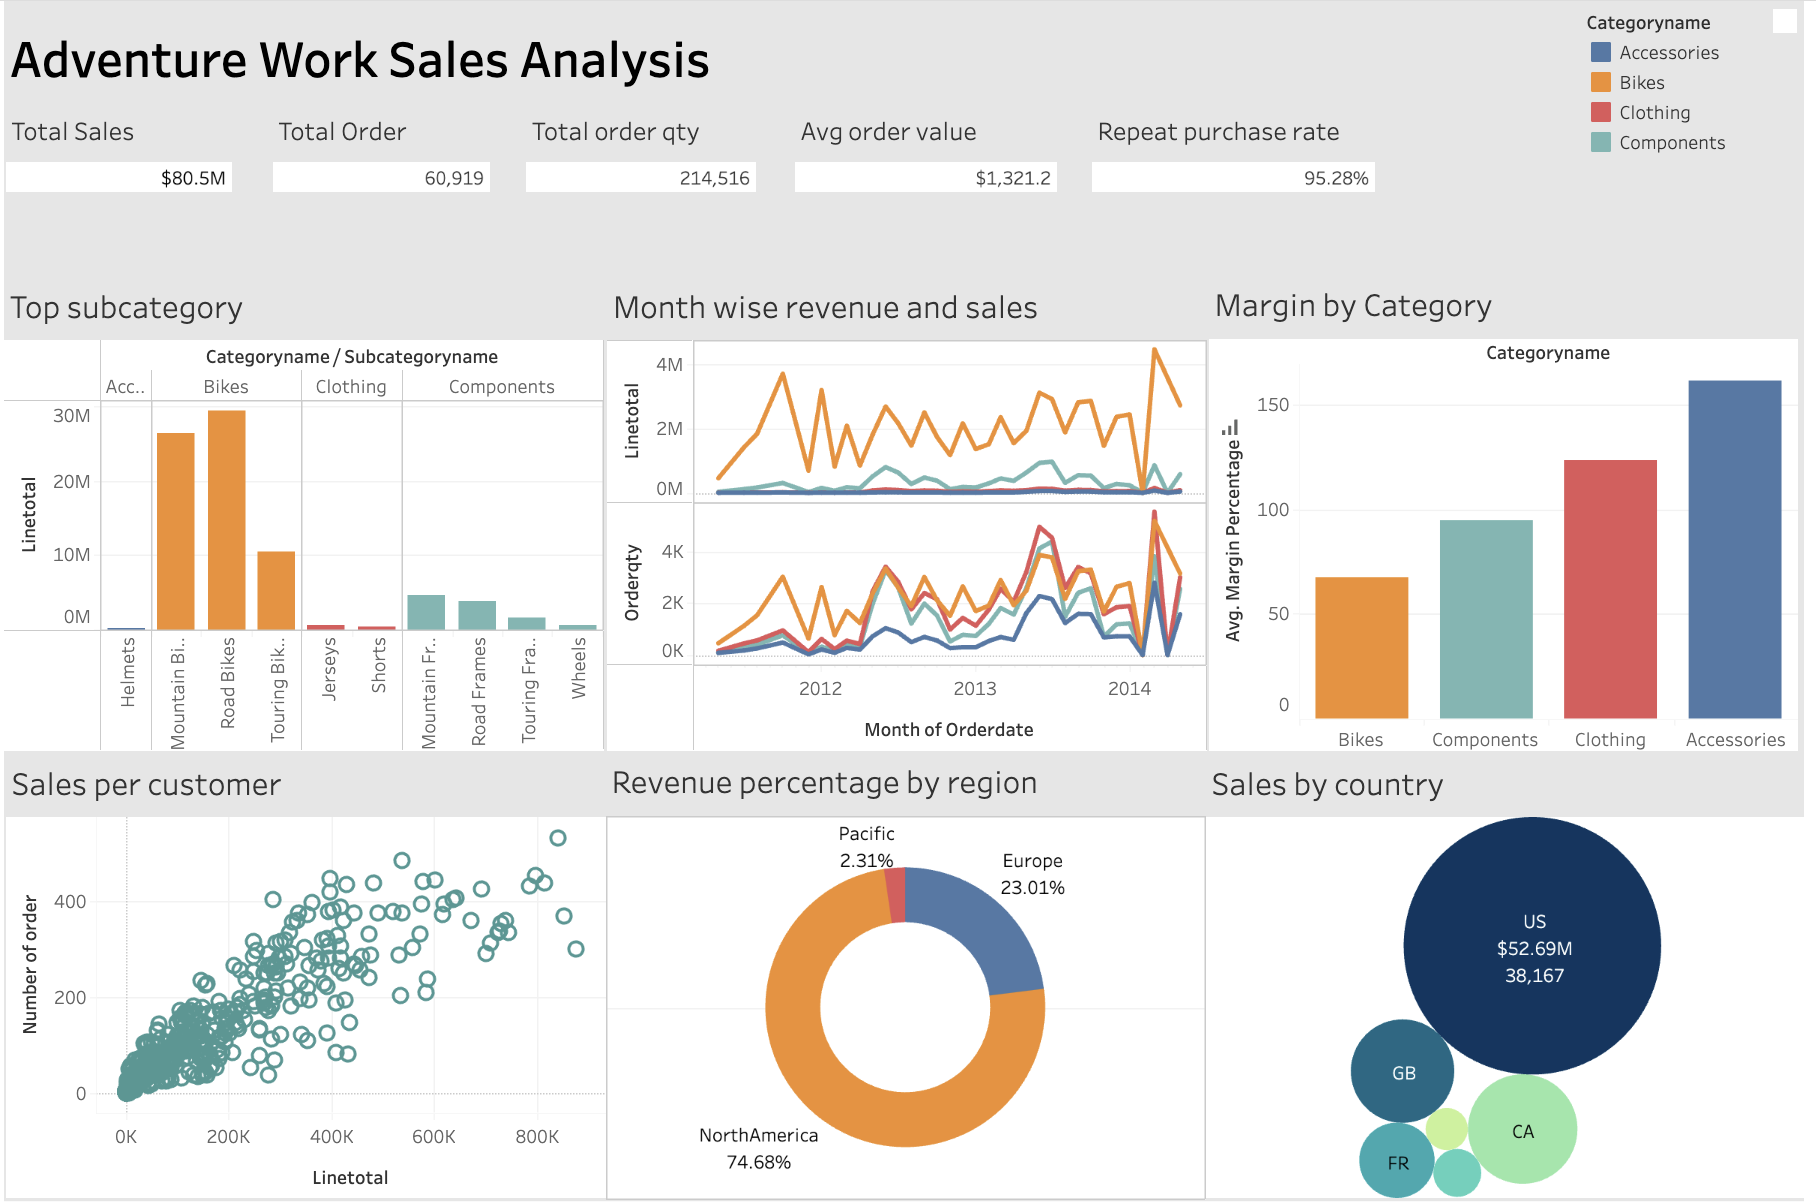 Adventure Work Sales Analysis
Categoryname
Accessories
Bikes
Clothing
Components
Total Sales
$80.5M
Total Order
60,919
Total order qty
214,516
Avg order value
$1,321.2
Repeat purchase rate
95.28%
Top subcategory
Categoryname / Subcategoryname
Acc.. Bikes Clothing Components
Linetotal
30M
20M
10M
0M
Helmets
Mountain Bi..
Road Bikes
Touring Bik..
Jerseys
Shorts
Mountain Fr..
Road Frames
Touring Fra..
Wheels
Month wise revenue and sales
Linetotal
4M
2M
0M
Orderqty
4K
2K
0K
2012 2013 2014
Month of Orderdate
Margin by Category
Categoryname
Avg. Margin Percentage
150
100
50
0
Bikes Components Clothing Accessories
Sales per customer
Number of order
400
200
0
0K 200K 400K 600K 800K
Linetotal
Revenue percentage by region
Pacific
2.31%
Europe
23.01%
NorthAmerica
74.68%
Sales by country
US
$52.69M
38,167
GB
CA
FR